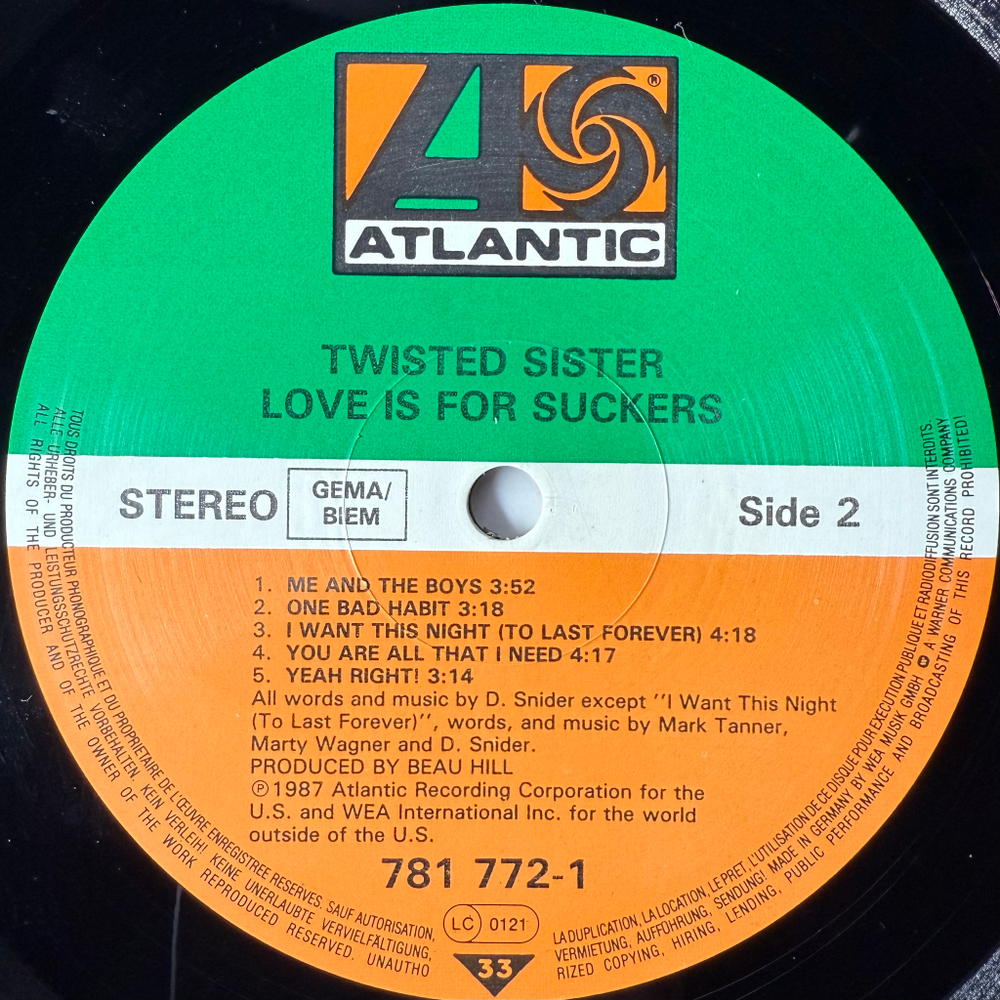 ®
ATLANTIC
TWISTED SISTER
LOVE IS FOR SUCKERS
STEREO
GEMA/
BIEM
Side 2
1. ME AND THE BOYS 3:52
2. ONE BAD HABIT 3:18
3. I WANT THIS NIGHT (TO LAST FOREVER) 4:18
4. YOU ARE ALL THAT I NEED 4:17
5. YEAH RIGHT! 3:14
All words and music by D. Snider except ''I Want This Night
(To Last Forever)'', words, and music by Mark Tanner,
Marty Wagner and D. Snider.
PRODUCED BY BEAU HILL
℗1987 Atlantic Recording Corporation for the
U.S. and WEA International Inc. for the world
outside of the U.S.
781 772-1
LC 0121
33
TOUS DROITS DU PRODUCTEUR PHONOGRAPHIQUE ET DU PROPRIETAIRE DE L'ŒUVRE ENREGISTREE RESERVES. SAUF AUTORISATION,
LA DUPLICATION, LA LOCATION, LE PRET, L'UTILISATION DE CE DISQUE POUR EXECUTION PUBLIQUE ET RADIODIFFUSION SONT INTERDITS.
ALLE URHEBER- UND LEISTUNGSSCHUTZRECHTE VORBEHALTEN. KEIN VERLEIH! KEINE UNERLAUBTE VERVIELFÄLTIGUNG,
VERMIETUNG, AUFFÜHRUNG, SENDUNG! MADE IN GERMANY BY WEA MUSIK GMBH A WARNER COMMUNICATIONS COMPANY
ALL RIGHTS OF THE PRODUCER AND OF THE OWNER OF THE WORK REPRODUCED RESERVED. UNAUTHO
RIZED COPYING, HIRING, LENDING, PUBLIC PERFORMANCE AND BROADCASTING OF THIS RECORD PROHIBITED!